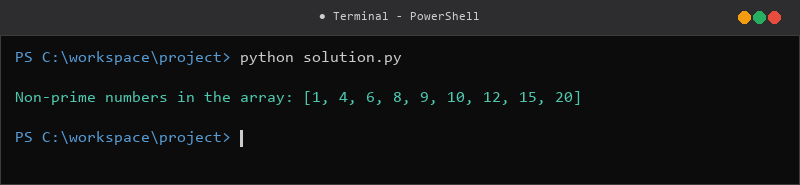 ● Terminal - PowerShell
PS C:\workspace\project> python solution.py
Non-prime numbers in the array: [1, 4, 6, 8, 9, 10, 12, 15, 20]
PS C:\workspace\project>